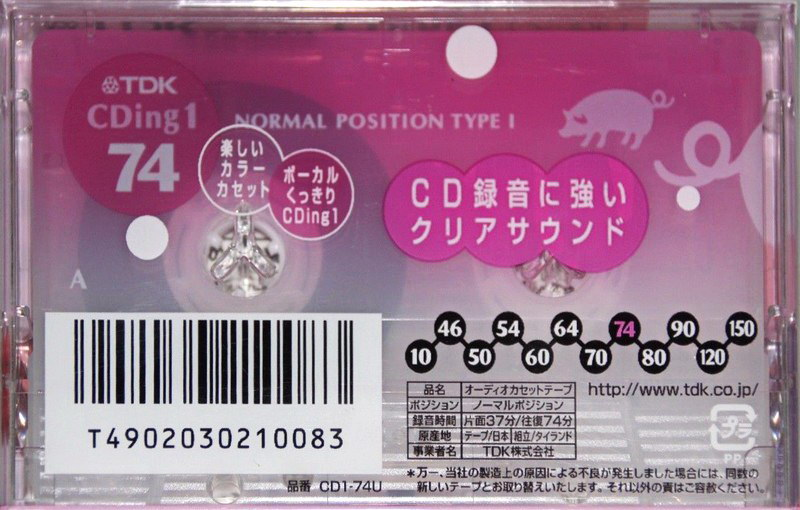 TDK
CDing1
74
NORMAL POSITION TYPE I
楽しい
カラー
カセット
ボーカル
くっきり
CDing1
CD録音に強い
クリアサウンド
A
46 54 64 74 90 150
10 50 60 70 80 120
品名 オーディオカセットテープ
ポジション ノーマルポジション
録音時間 片面37分/往復74分
原産地 テープ/日本 組立/タイランド
事業者名 TDK株式会社
http://www.tdk.co.jp/
プラ
PP
T4902030210083
*万一、当社の製造上の原因による不良が発生しました場合には、同数の
新しいテープとお取り替えいたします。それ以外の責はご容赦ください。
品番 CD1-74U